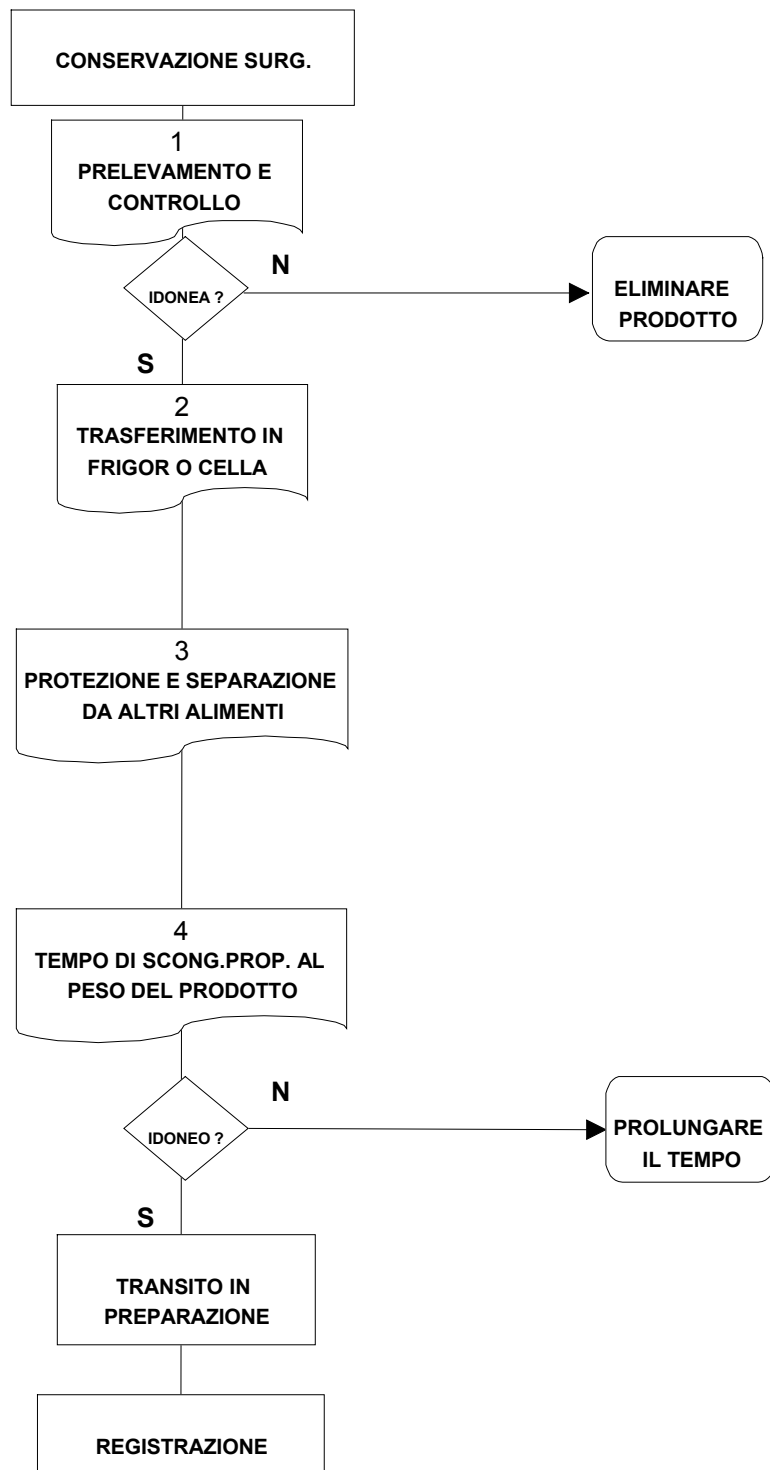 CONSERVAZIONE SURG.
1
PRELEVAMENTO E
CONTROLLO
IDONEA ?
N
ELIMINARE
PRODOTTO
S
2
TRASFERIMENTO IN
FRIGOR O CELLA
3
PROTEZIONE E SEPARAZIONE
DA ALTRI ALIMENTI
4
TEMPO DI SCONG.PROP. AL
PESO DEL PRODOTTO
IDONEO ?
N
PROLUNGARE
IL TEMPO
S
TRANSITO IN
PREPARAZIONE
REGISTRAZIONE